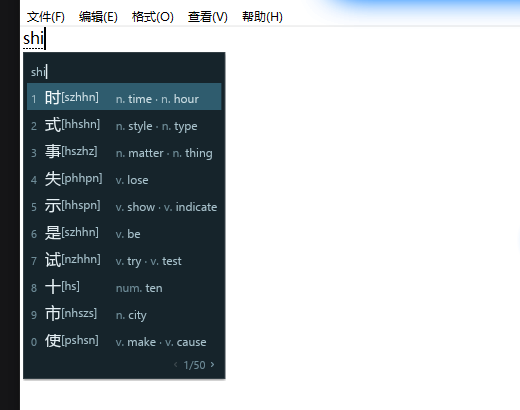 文件(F) 编辑(E) 格式(O) 查看(V) 帮助(H)
shi
shi
1 时[szhhn] n. time · n. hour
2 式[hhshn] n. style · n. type
3 事[hszhz] n. matter · n. thing
4 失[phhpn] v. lose
5 示[hhspn] v. show · v. indicate
6 是[szhhn] v. be
7 试[nzhhn] v. try · v. test
8 十[hs] num. ten
9 市[nhszs] n. city
0 使[pshsn] v. make · v. cause
‹ 1/50 ›